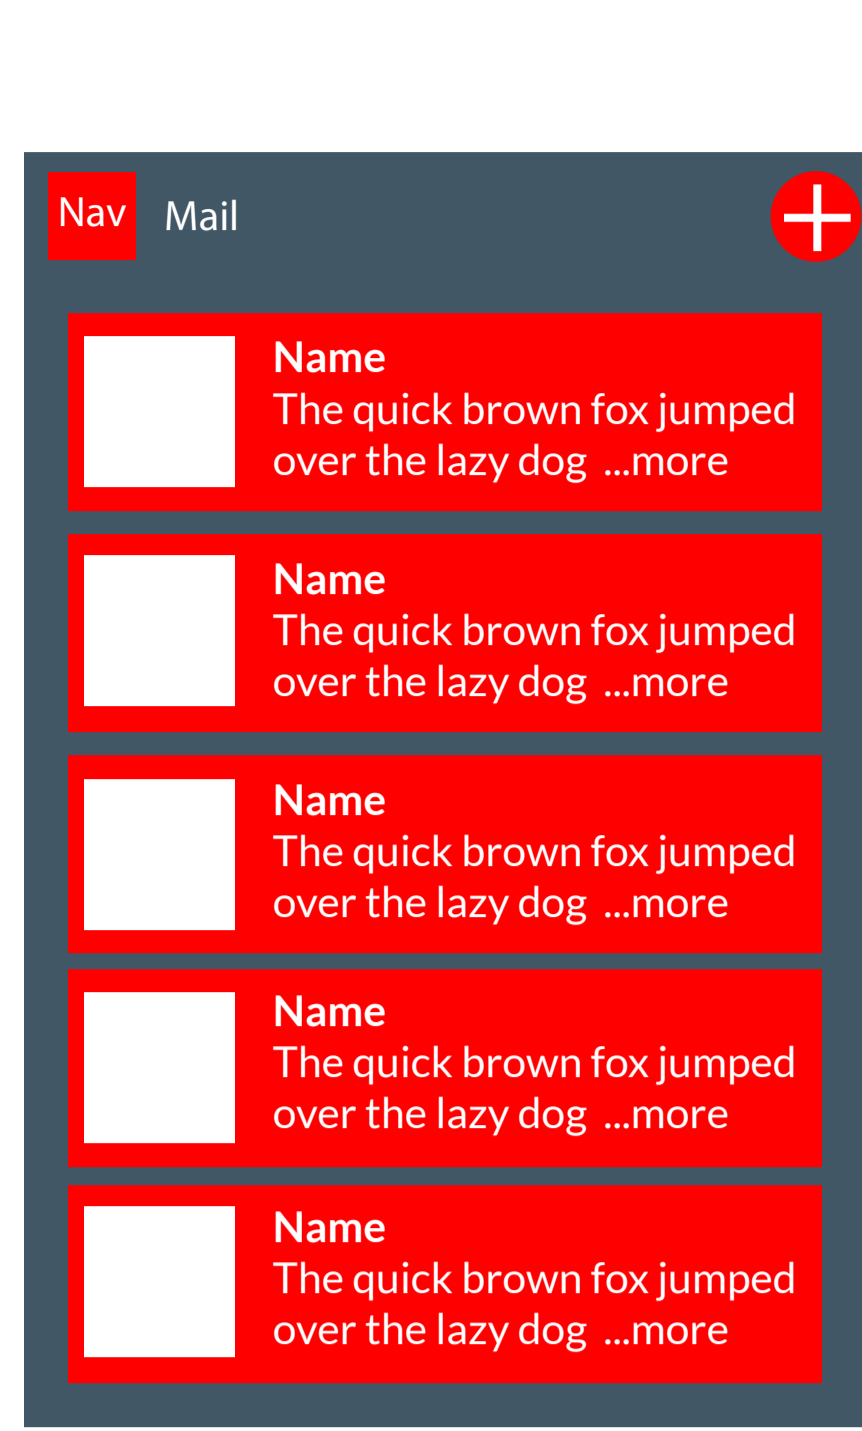 Nav Mail
Name
The quick brown fox jumped
over the lazy dog ...more
Name
The quick brown fox jumped
over the lazy dog ...more
Name
The quick brown fox jumped
over the lazy dog ...more
Name
The quick brown fox jumped
over the lazy dog ...more
Name
The quick brown fox jumped
over the lazy dog ...more